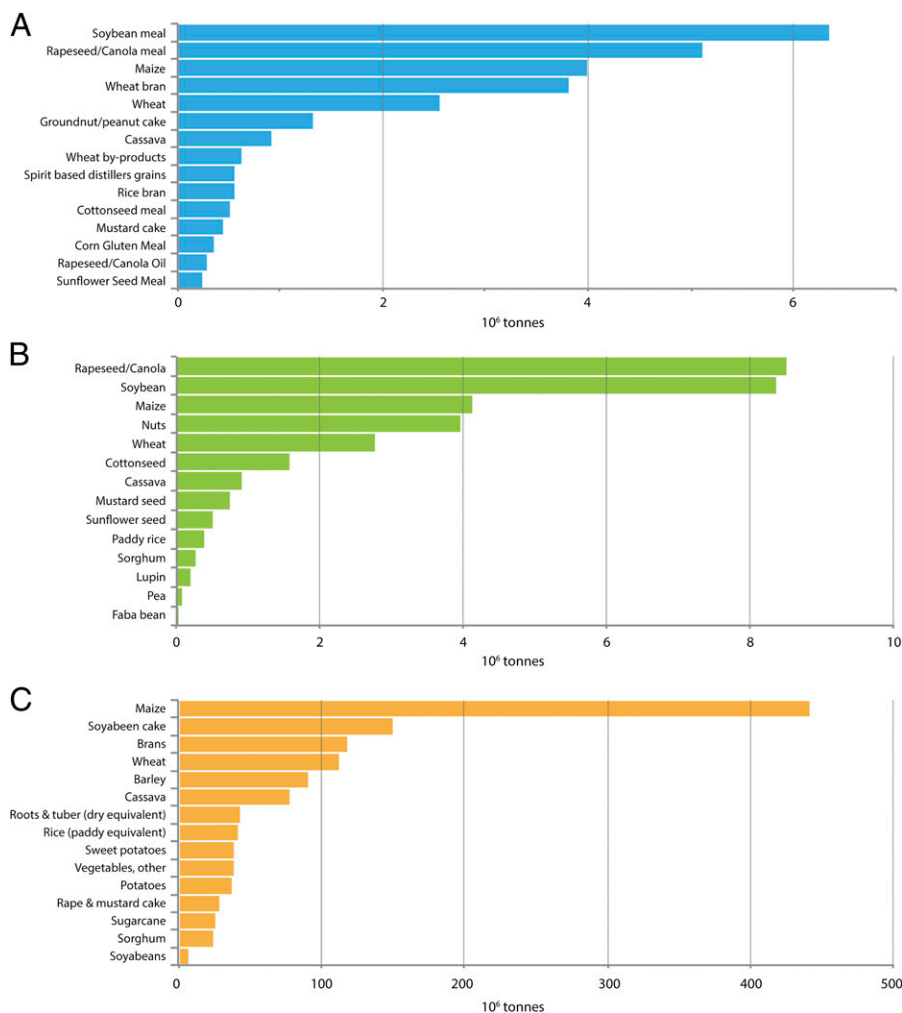 A
Soybean meal
Rapeseed/Canola meal
Maize
Wheat bran
Wheat
Groundnut/peanut cake
Cassava
Wheat by-products
Spirit based distillers grains
Rice bran
Cottonseed meal
Mustard cake
Corn Gluten Meal
Rapeseed/Canola Oil
Sunflower Seed Meal
0 2 4 6
10⁶ tonnes
B
Rapeseed/Canola
Soybean
Maize
Nuts
Wheat
Cottonseed
Cassava
Mustard seed
Sunflower seed
Paddy rice
Sorghum
Lupin
Pea
Faba bean
0 2 4 6 8 10
10⁶ tonnes
C
Maize
Soyabeen cake
Brans
Wheat
Barley
Cassava
Roots & tuber (dry equivalent)
Rice (paddy equivalent)
Sweet potatoes
Vegetables, other
Potatoes
Rape & mustard cake
Sugarcane
Sorghum
Soyabeans
0 100 200 300 400 500
10⁶ tonnes